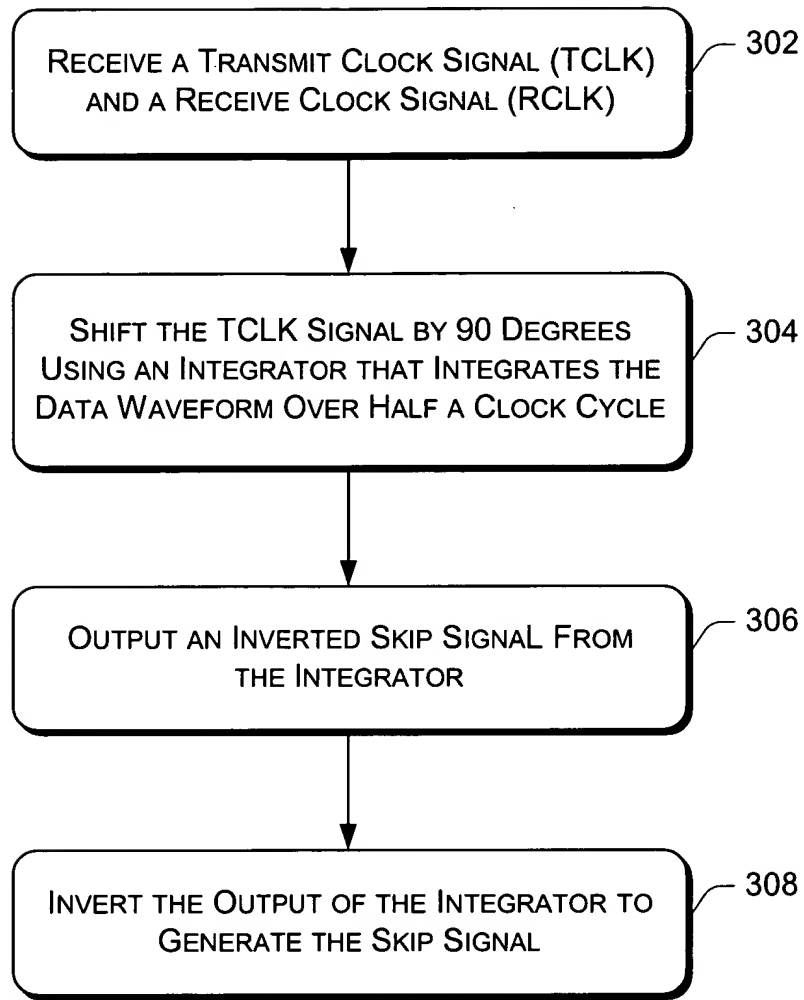 RECEIVE A TRANSMIT CLOCK SIGNAL (TCLK)
AND A RECEIVE CLOCK SIGNAL (RCLK)
302
SHIFT THE TCLK SIGNAL BY 90 DEGREES
USING AN INTEGRATOR THAT INTEGRATES THE
DATA WAVEFORM OVER HALF A CLOCK CYCLE
304
OUTPUT AN INVERTED SKIP SIGNAL FROM
THE INTEGRATOR
306
INVERT THE OUTPUT OF THE INTEGRATOR TO
GENERATE THE SKIP SIGNAL
308